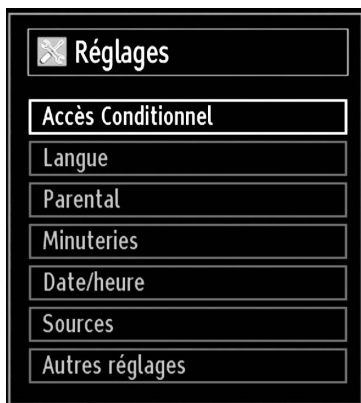 Réglages
Accès Conditionnel
Langue
Parental
Minuteries
Date/heure
Sources
Autres réglages